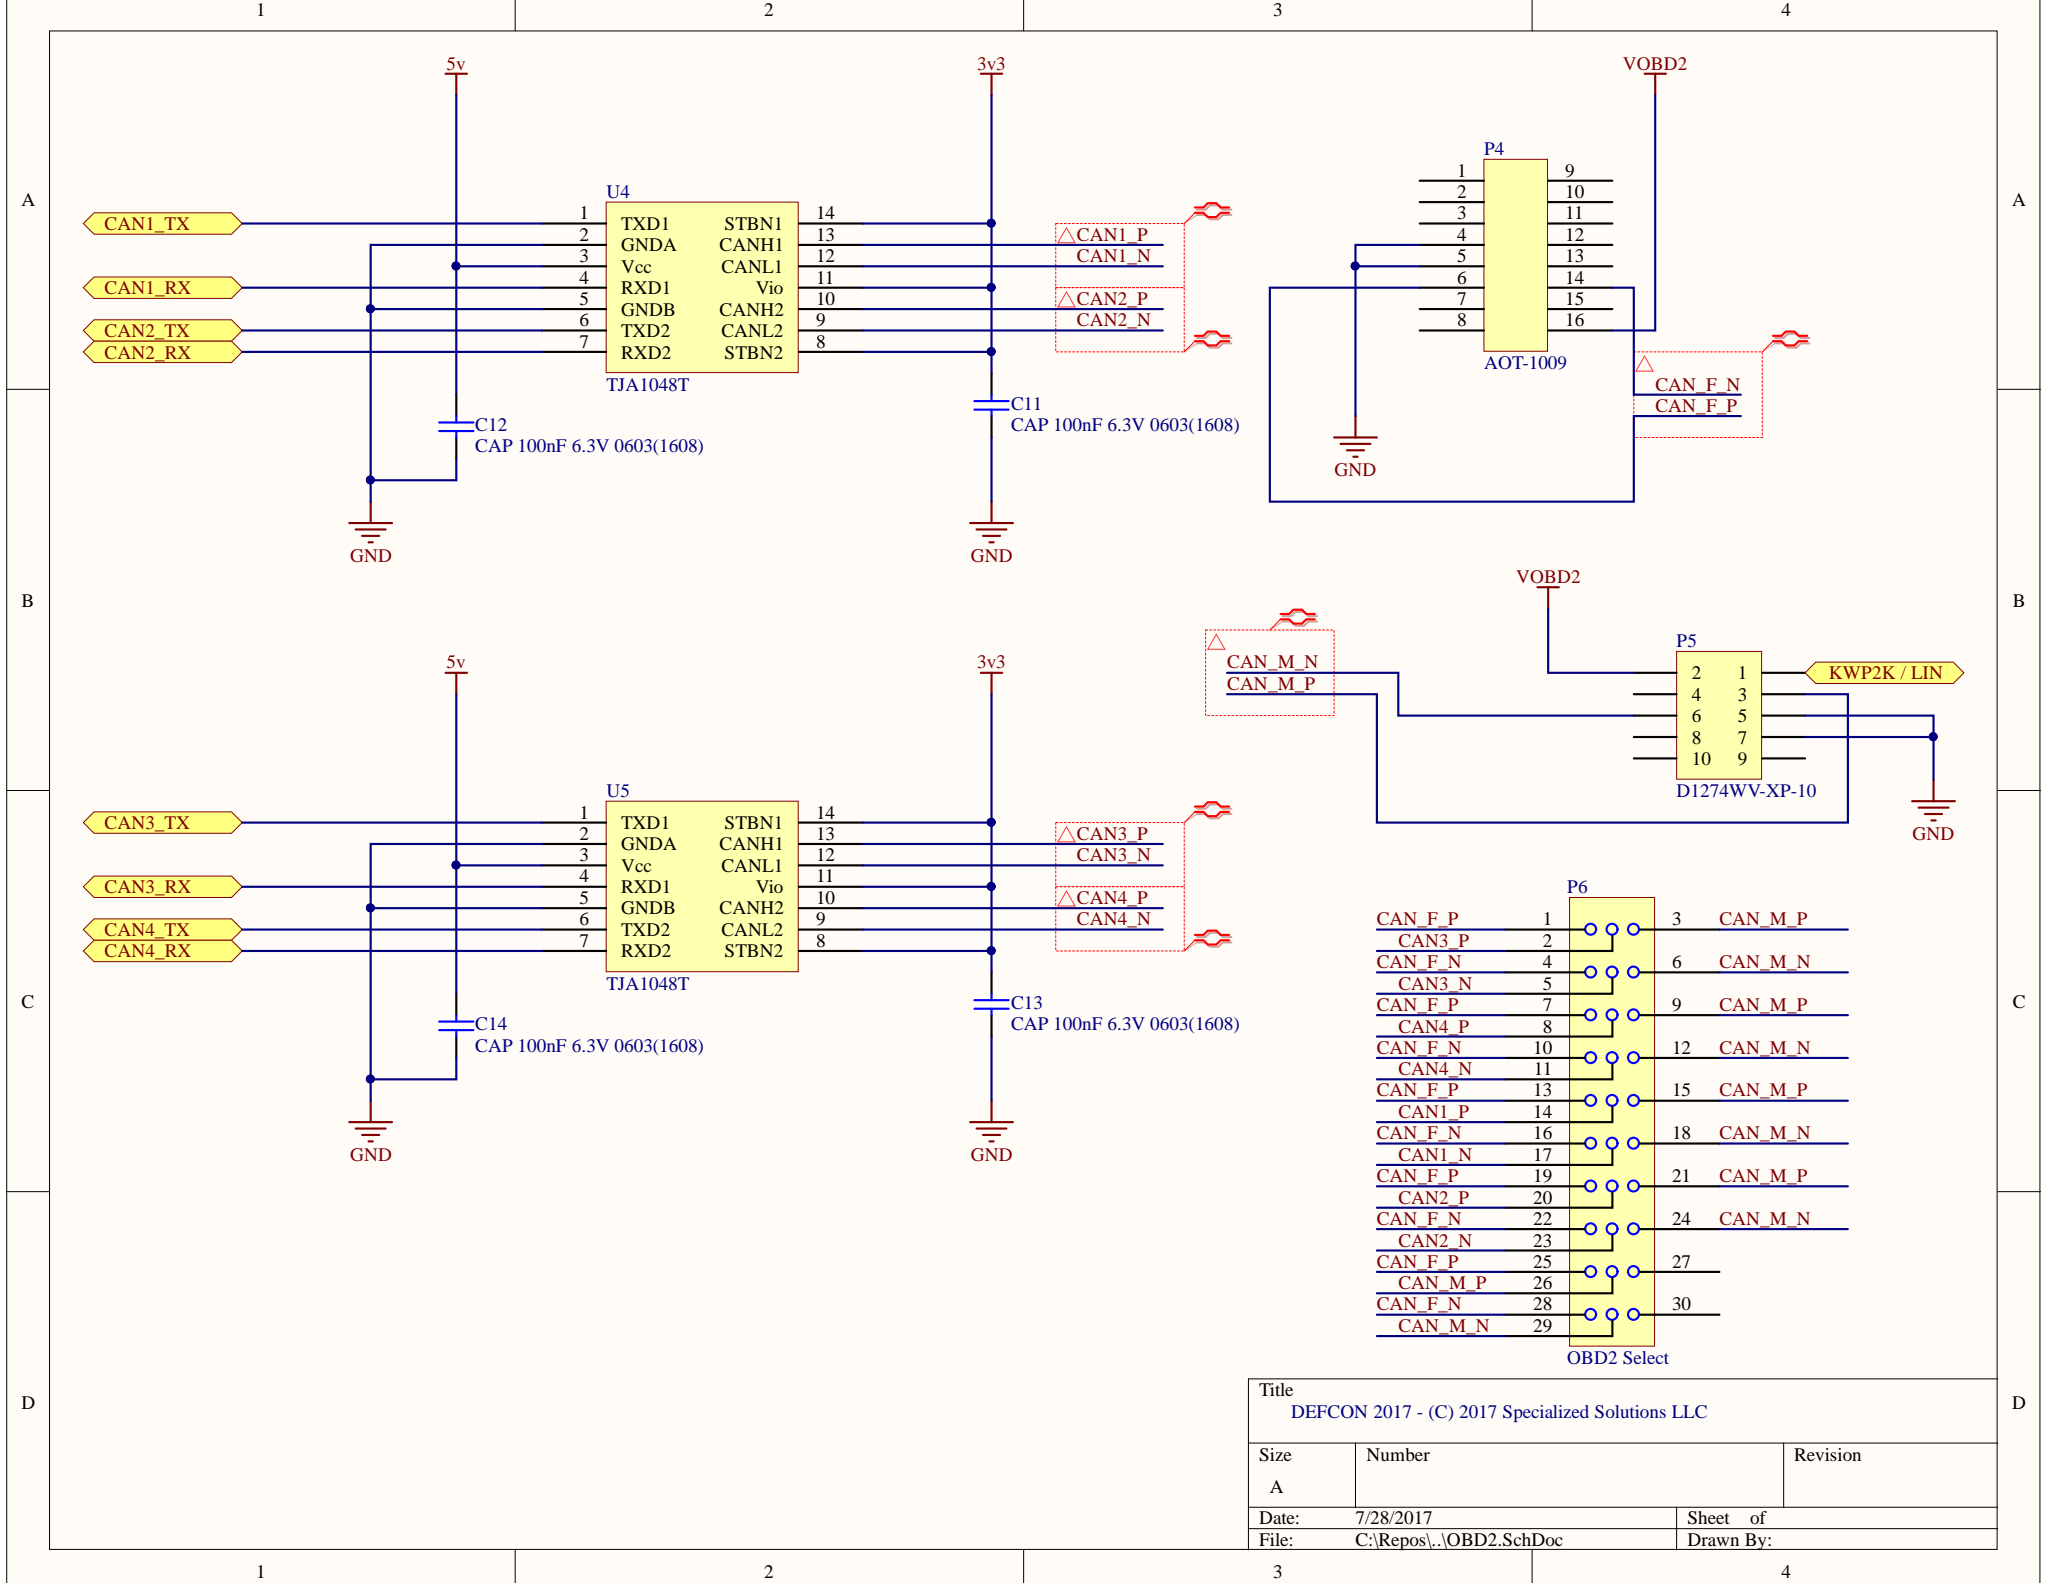 1 2 3 4
A A
B B
C C
D D
1 2 3 4
5v
3v3
CAN1_TX
CAN1_RX
CAN2_TX
CAN2_RX
U4
1 TXD1 STBN1 14
2 GNDA CANH1 13
3 Vcc CANL1 12
4 RXD1 Vio 11
5 GNDB CANH2 10
6 TXD2 CANL2 9
7 RXD2 STBN2 8
TJA1048T
CAN1_P
CAN1_N
CAN2_P
CAN2_N
C12
CAP 100nF 6.3V 0603(1608)
C11
CAP 100nF 6.3V 0603(1608)
GND
GND
VOBD2
P4
1 9
2 10
3 11
4 12
5 13
6 14
7 15
8 16
AOT-1009
CAN_F_N
CAN_F_P
GND
5v
3v3
CAN3_TX
CAN3_RX
CAN4_TX
CAN4_RX
U5
1 TXD1 STBN1 14
2 GNDA CANH1 13
3 Vcc CANL1 12
4 RXD1 Vio 11
5 GNDB CANH2 10
6 TXD2 CANL2 9
7 RXD2 STBN2 8
TJA1048T
CAN3_P
CAN3_N
CAN4_P
CAN4_N
C14
CAP 100nF 6.3V 0603(1608)
C13
CAP 100nF 6.3V 0603(1608)
GND
GND
VOBD2
CAN_M_N
CAN_M_P
P5
2 1 KWP2K / LIN
4 3
6 5
8 7
10 9
D1274WV-XP-10
GND
P6
CAN_F_P 1 3 CAN_M_P
CAN3_P 2
CAN_F_N 4 6 CAN_M_N
CAN3_N 5
CAN_F_P 7 9 CAN_M_P
CAN4_P 8
CAN_F_N 10 12 CAN_M_N
CAN4_N 11
CAN_F_P 13 15 CAN_M_P
CAN1_P 14
CAN_F_N 16 18 CAN_M_N
CAN1_N 17
CAN_F_P 19 21 CAN_M_P
CAN2_P 20
CAN_F_N 22 24 CAN_M_N
CAN2_N 23
CAN_F_P 25 27
CAN_M_P 26
CAN_F_N 28 30
CAN_M_N 29
OBD2 Select
Title
DEFCON 2017 - (C) 2017 Specialized Solutions LLC
Size Number Revision
A
Date: 7/28/2017 Sheet of
File: C:\Repos\..\OBD2.SchDoc Drawn By: